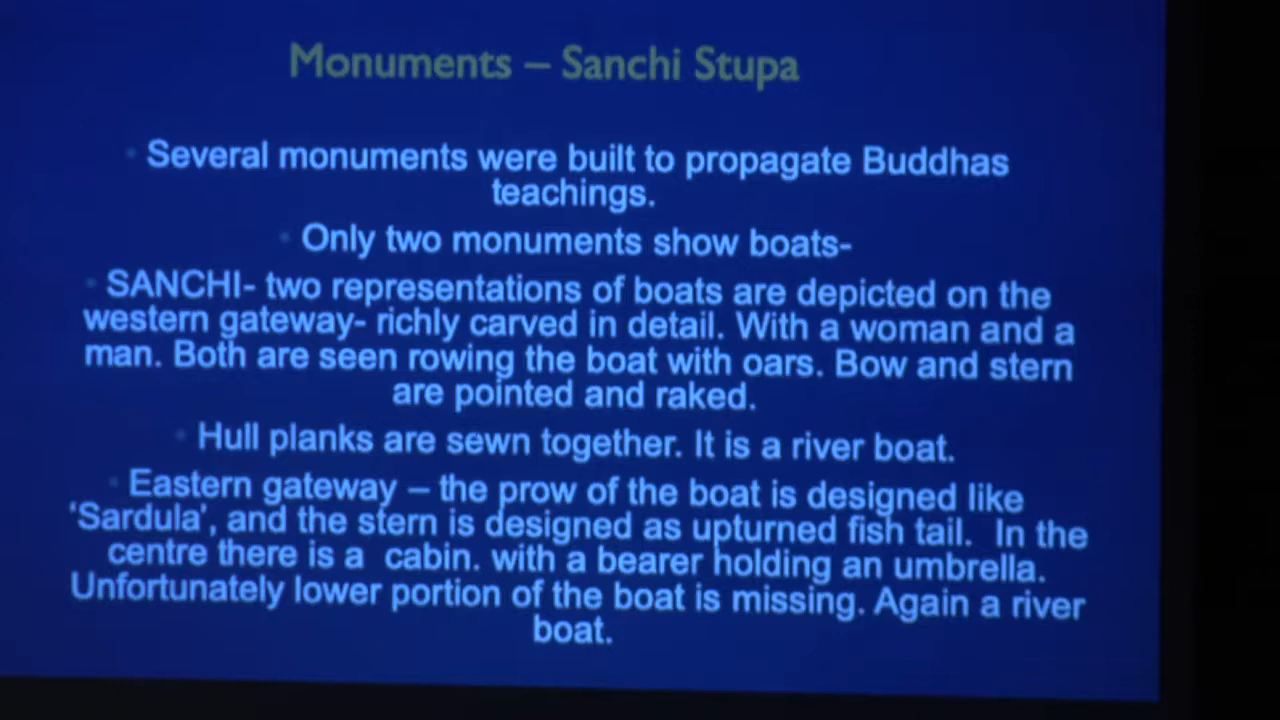 Monuments – Sanchi Stupa
• Several monuments were built to propagate Buddhas
teachings.
• Only two monuments show boats-
• SANCHI- two representations of boats are depicted on the
western gateway- richly carved in detail. With a woman and a
man. Both are seen rowing the boat with oars. Bow and stern
are pointed and raked.
• Hull planks are sewn together. It is a river boat.
• Eastern gateway – the prow of the boat is designed like
‘Sardula’, and the stern is designed as upturned fish tail.  In the
centre there is a  cabin. with a bearer holding an umbrella.
Unfortunately lower portion of the boat is missing. Again a river
boat.